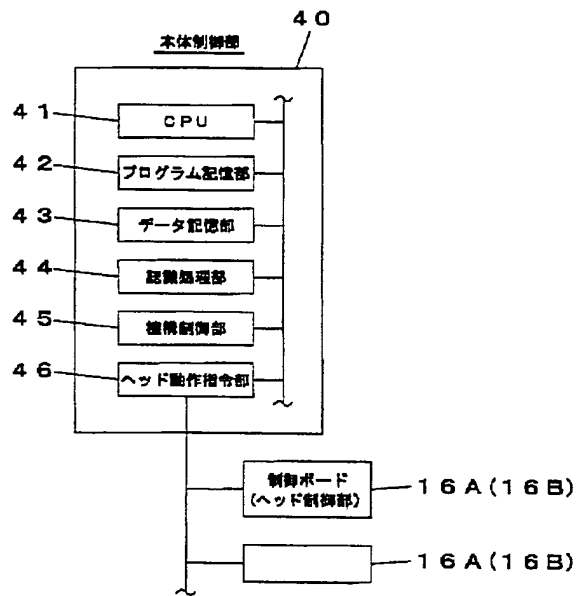 40
本体制御部
41
CPU
42
プログラム記憶部
43
データ記憶部
44
認識処理部
45
機構制御部
46
ヘッド動作指令部
制御ボード
(ヘッド制御部)
16A(16B)
16A(16B)